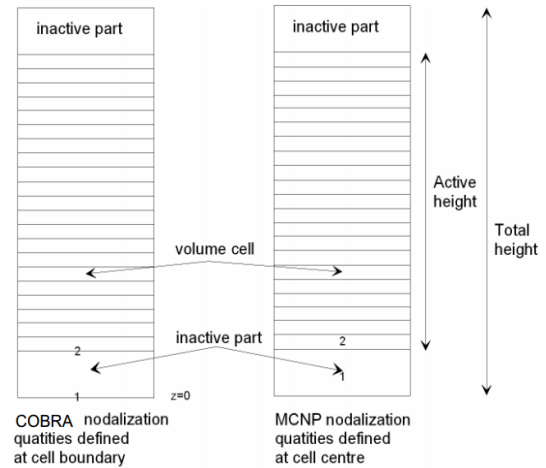 inactive part
inactive part
Active
height
Total
height
volume cell
inactive part
2
2
1
1
z=0
COBRA nodalization
quatities defined
at cell boundary
MCNP nodalization
quatities defined
at cell centre